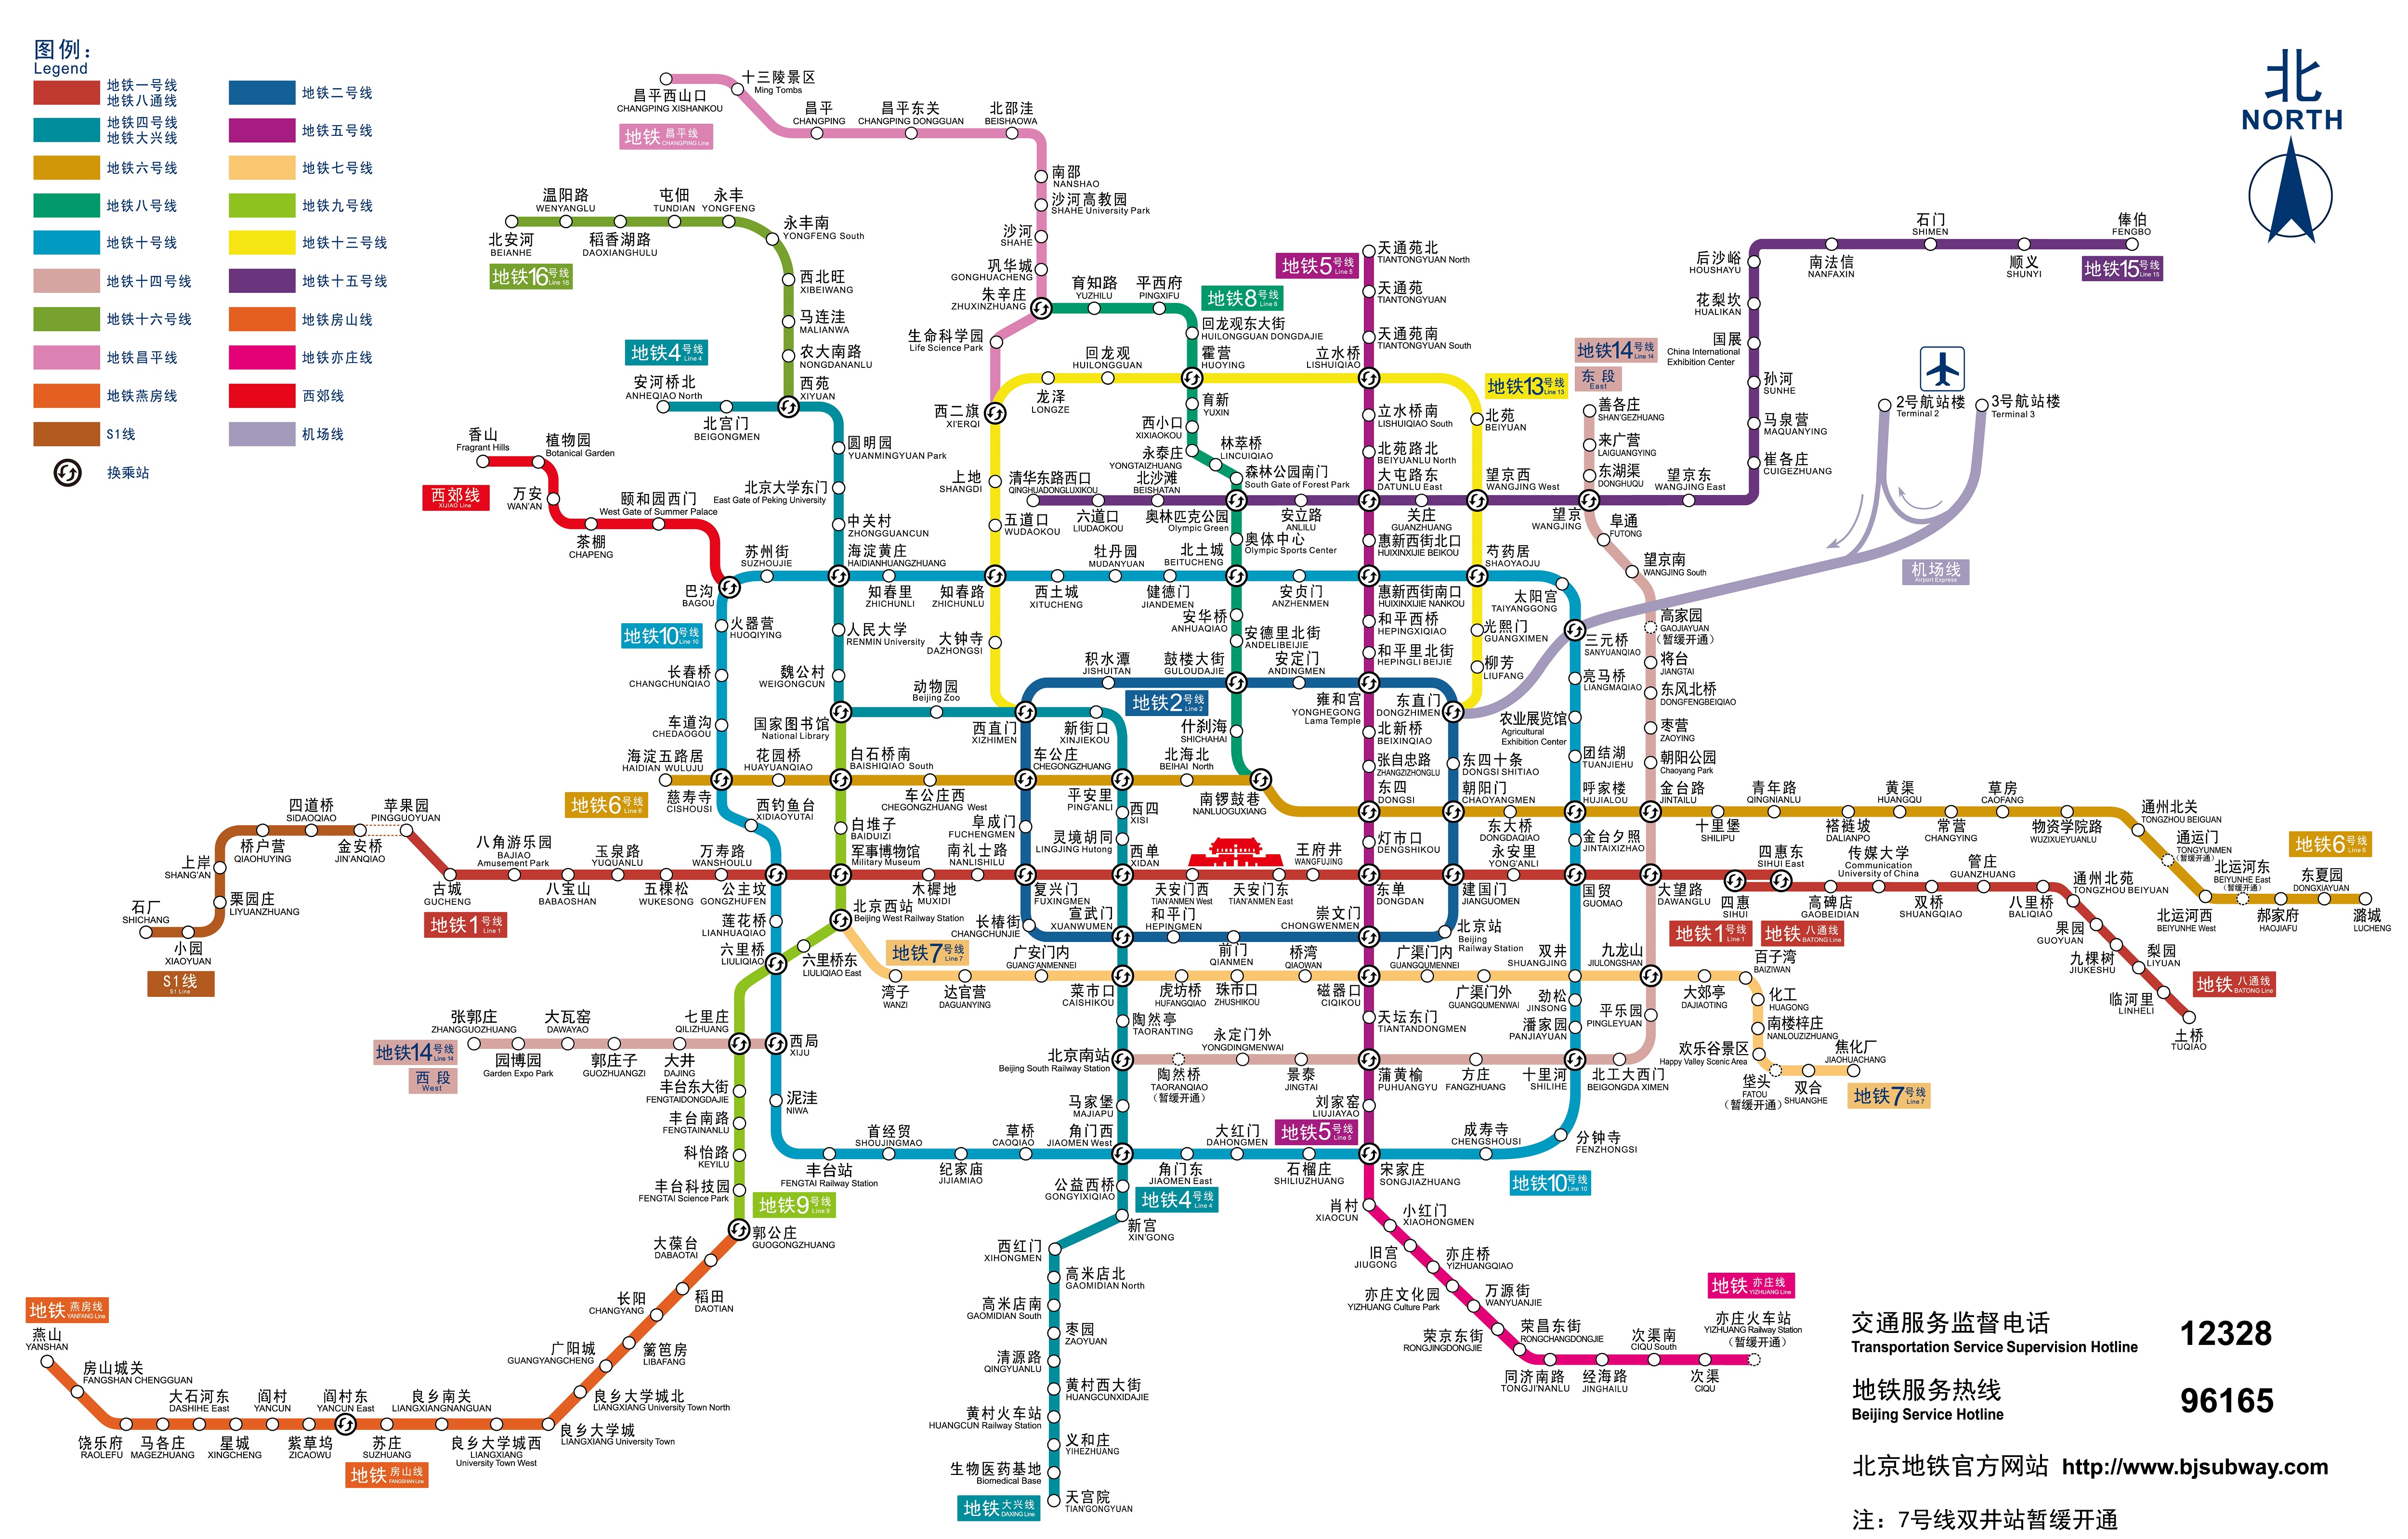 图例：
Legend
地铁一号线
地铁八通线
地铁二号线
地铁四号线
地铁大兴线
地铁五号线
地铁六号线
地铁七号线
地铁八号线
地铁九号线
地铁十号线
地铁十三号线
地铁十四号线
地铁十五号线
地铁十六号线
地铁房山线
地铁昌平线
地铁亦庄线
地铁燕房线
西郊线
S1线
机场线
换乘站
北
NORTH
昌平西山口
CHANGPING XISHANKOU
十三陵景区
Ming Tombs
地铁 昌平线
CHANGPING Line
昌平
CHANGPING
昌平东关
CHANGPING DONGGUAN
北邵洼
BEISHAOWA
南邵
NANSHAO
沙河高教园
SHAHE University Park
沙河
SHAHE
巩华城
GONGHUACHENG
朱辛庄
ZHUXINZHUANG
生命科学园
Life Science Park
西二旗
XI'ERQI
北安河
BEIANHE
温阳路
WENYANGLU
稻香湖路
DAOXIANGHULU
屯佃
TUNDIAN
永丰
YONGFENG
永丰南
YONGFENG South
地铁16号线
Line 16
西北旺
XIBEIWANG
马连洼
MALIANWA
农大南路
NONGDANANLU
西苑
XIYUAN
地铁4号线
Line 4
安河桥北
ANHEQIAO North
北宫门
BEIGONGMEN
圆明园
YUANMINGYUAN Park
北京大学东门
East Gate of Peking University
中关村
ZHONGGUANCUN
海淀黄庄
HAIDIANHUANGZHUANG
人民大学
RENMIN University
魏公村
WEIGONGCUN
国家图书馆
National Library
动物园
Beijing Zoo
西直门
XIZHIMEN
新街口
XINJIEKOU
平安里
PING'ANLI
西四
XISI
灵境胡同
LINGJING Hutong
西单
XIDAN
宣武门
XUANWUMEN
菜市口
CAISHIKOU
陶然亭
TAORANTING
北京南站
Beijing South Railway Station
马家堡
MAJIAPU
角门西
JIAOMEN West
公益西桥
GONGYIXIQIAO
地铁4号线
Line 4
新宫
XIN'GONG
西红门
XIHONGMEN
高米店北
GAOMIDIAN North
高米店南
GAOMIDIAN South
枣园
ZAOYUAN
清源路
QINGYUANLU
黄村西大街
HUANGCUNXIDAJIE
黄村火车站
HUANGCUN Railway Station
义和庄
YIHEZHUANG
生物医药基地
Biomedical Base
天宫院
TIAN'GONGYUAN
地铁 大兴线
DAXING Line
香山
Fragrant Hills
植物园
Botanical Garden
万安
WAN'AN
茶棚
CHAPENG
颐和园西门
West Gate of Summer Palace
西郊线
XIJIAO Line
巴沟
BAGOU
育知路
YUZHILU
平西府
PINGXIFU
地铁8号线
Line 8
回龙观东大街
HUILONGGUAN DONGDAJIE
霍营
HUOYING
育新
YUXIN
西小口
XIXIAOKOU
永泰庄
YONGTAIZHUANG
林萃桥
LINCUIQIAO
森林公园南门
South Gate of Forest Park
奥林匹克公园
Olympic Green
奥体中心
Olympic Sports Center
北土城
BEITUCHENG
安华桥
ANHUAQIAO
安德里北街
ANDELIBEIJIE
鼓楼大街
GULOUDAJIE
什刹海
SHICHAHAI
南锣鼓巷
NANLUOGUXIANG
龙泽
LONGZE
回龙观
HUILONGGUAN
立水桥
LISHUIQIAO
地铁13号线
Line 13
北苑
BEIYUAN
望京西
WANGJING West
芍药居
SHAOYAOJU
光熙门
GUANGXIMEN
柳芳
LIUFANG
东直门
DONGZHIMEN
上地
SHANGDI
五道口
WUDAOKOU
知春路
ZHICHUNLU
大钟寺
DAZHONGSI
地铁5号线
Line 5
天通苑北
TIANTONGYUAN North
天通苑
TIANTONGYUAN
天通苑南
TIANTONGYUAN South
立水桥南
LISHUIQIAO South
北苑路北
BEIYUANLU North
大屯路东
DATUNLU East
惠新西街北口
HUIXINXIJIE BEIKOU
惠新西街南口
HUIXINXIJIE NANKOU
和平西桥
HEPINGXIQIAO
和平里北街
HEPINGLI BEIJIE
雍和宫
YONGHEGONG
Lama Temple
北新桥
BEIXINQIAO
张自忠路
ZHANGZIZHONGLU
东四
DONGSI
灯市口
DENGSHIKOU
东单
DONGDAN
崇文门
CHONGWENMEN
磁器口
CIQIKOU
天坛东门
TIANTANDONGMEN
蒲黄榆
PUHUANGYU
刘家窑
LIUJIAYAO
地铁5号线
Line 5
宋家庄
SONGJIAZHUANG
清华东路西口
QINGHUADONGLUXIKOU
六道口
LIUDAOKOU
北沙滩
BEISHATAN
安立路
ANLILU
关庄
GUANZHUANG
望京
WANGJING
望京东
WANGJING East
崔各庄
CUIGEZHUANG
马泉营
MAQUANYING
孙河
SUNHE
国展
China International
Exhibition Center
花梨坎
HUALIKAN
后沙峪
HOUSHAYU
南法信
NANFAXIN
石门
SHIMEN
顺义
SHUNYI
俸伯
FENGBO
地铁15号线
Line 15
地铁14号线
Line 14
东段
East
善各庄
SHAN'GEZHUANG
来广营
LAIGUANGYING
东湖渠
DONGHUQU
阜通
FUTONG
望京南
WANGJING South
高家园
GAOJIAYUAN
（暂缓开通）
将台
JIANGTAI
东风北桥
DONGFENGBEIQIAO
枣营
ZAOYING
朝阳公园
Chaoyang Park
金台路
JINTAILU
大望路
DAWANGLU
九龙山
JIULONGSHAN
平乐园
PINGLEYUAN
北工大西门
BEIGONGDA XIMEN
十里河
SHILIHE
方庄
FANGZHUANG
景泰
JINGTAI
永定门外
YONGDINGMENWAI
陶然桥
TAORANQIAO
（暂缓开通）
2号航站楼
Terminal 2
3号航站楼
Terminal 3
机场线
Airport Express
苏州街
SUZHOUJIE
知春里
ZHICHUNLI
西土城
XITUCHENG
牡丹园
MUDANYUAN
健德门
JIANDEMEN
安贞门
ANZHENMEN
太阳宫
TAIYANGGONG
三元桥
SANYUANQIAO
亮马桥
LIANGMAQIAO
农业展览馆
Agricultural
Exhibition Center
团结湖
TUANJIEHU
呼家楼
HUJIALOU
金台夕照
JINTAIXIZHAO
国贸
GUOMAO
双井
SHUANGJING
劲松
JINSONG
潘家园
PANJIAYUAN
分钟寺
FENZHONGSI
成寿寺
CHENGSHOUSI
地铁10号线
Line 10
石榴庄
SHILIUZHUANG
大红门
DAHONGMEN
角门东
JIAOMEN East
草桥
CAOQIAO
纪家庙
JIJIAMIAO
首经贸
SHOUJINGMAO
丰台站
FENGTAI Railway Station
泥洼
NIWA
西局
XIJU
六里桥
LIULIQIAO
莲花桥
LIANHUAQIAO
公主坟
GONGZHUFEN
西钓鱼台
XIDIAOYUTAI
慈寿寺
CISHOUSI
车道沟
CHEDAOGOU
长春桥
CHANGCHUNQIAO
火器营
HUOQIYING
地铁10号线
Line 10
积水潭
JISHUITAN
安定门
ANDINGMEN
地铁2号线
Line 2
车公庄
CHEGONGZHUANG
阜成门
FUCHENGMEN
复兴门
FUXINGMEN
长椿街
CHANGCHUNJIE
和平门
HEPINGMEN
前门
QIANMEN
北京站
Beijing
Railway Station
建国门
JIANGUOMEN
朝阳门
CHAOYANGMEN
东四十条
DONGSI SHITIAO
海淀五路居
HAIDIAN WULUJU
地铁6号线
Line 6
花园桥
HUAYUANQIAO
白石桥南
BAISHIQIAO South
车公庄西
CHEGONGZHUANG West
北海北
BEIHAI North
东大桥
DONGDAQIAO
十里堡
SHILIPU
青年路
QINGNIANLU
褡裢坡
DALIANPO
黄渠
HUANGQU
常营
CHANGYING
草房
CAOFANG
物资学院路
WUZIXUEYUANLU
通州北关
TONGZHOU BEIGUAN
通运门
TONGYUNMEN
（暂缓开通）
北运河西
BEIYUNHE West
北运河东
BEIYUNHE East
（暂缓开通）
郝家府
HAOJIAFU
东夏园
DONGXIAYUAN
潞城
LUCHENG
地铁6号线
Line 6
石厂
SHICHANG
小园
XIAOYUAN
栗园庄
LIYUANZHUANG
上岸
SHANG'AN
桥户营
QIAOHUYING
四道桥
SIDAOQIAO
金安桥
JIN'ANQIAO
S1线
S1 Line
苹果园
PINGGUOYUAN
古城
GUCHENG
地铁1号线
Line 1
八角游乐园
BAJIAO
Amusement Park
八宝山
BABAOSHAN
玉泉路
YUQUANLU
五棵松
WUKESONG
万寿路
WANSHOULU
军事博物馆
Military Museum
木樨地
MUXIDI
南礼士路
NANLISHILU
天安门西
TIAN'ANMEN West
天安门东
TIAN'ANMEN East
王府井
WANGFUJING
永安里
YONG'ANLI
四惠
SIHUI
四惠东
SIHUI East
地铁1号线
Line 1
地铁 八通线
BATONG Line
高碑店
GAOBEIDIAN
传媒大学
Communication
University of China
双桥
SHUANGQIAO
管庄
GUANZHUANG
八里桥
BALIQIAO
通州北苑
TONGZHOU BEIYUAN
果园
GUOYUAN
九棵树
JIUKESHU
梨园
LIYUAN
临河里
LINHELI
土桥
TUQIAO
地铁 八通线
BATONG Line
白堆子
BAIDUIZI
北京西站
Beijing West Railway Station
六里桥东
LIULIQIAO East
七里庄
QILIZHUANG
丰台东大街
FENGTAIDONGDAJIE
丰台南路
FENGTAINANLU
科怡路
KEYILU
丰台科技园
FENGTAI Science Park
地铁9号线
Line 9
郭公庄
GUOGONGZHUANG
地铁7号线
Line 7
湾子
WANZI
达官营
DAGUANYING
广安门内
GUANG'ANMENNEI
虎坊桥
HUFANGQIAO
珠市口
ZHUSHIKOU
桥湾
QIAOWAN
广渠门内
GUANGQUMENNEI
广渠门外
GUANGQUMENWAI
大郊亭
DAJIAOTING
百子湾
BAIZIWAN
化工
HUAGONG
南楼梓庄
NANLOUZIZHUANG
欢乐谷景区
Happy Valley Scenic Area
垡头
FATOU
（暂缓开通）
双合
SHUANGHE
焦化厂
JIAOHUACHANG
地铁7号线
Line 7
张郭庄
ZHANGGUOZHUANG
园博园
Garden Expo Park
大瓦窑
DAWAYAO
郭庄子
GUOZHUANGZI
大井
DAJING
地铁14号线
Line 14
西段
West
大葆台
DABAOTAI
稻田
DAOTIAN
长阳
CHANGYANG
篱笆房
LIBAFANG
广阳城
GUANGYANGCHENG
良乡大学城北
LIANGXIANG University Town North
良乡大学城
LIANGXIANG University Town
良乡大学城西
LIANGXIANG
University Town West
良乡南关
LIANGXIANGNANGUAN
苏庄
SUZHUANG
地铁 房山线
FANGSHAN Line
阎村东
YANCUN East
紫草坞
ZICAOWU
阎村
YANCUN
星城
XINGCHENG
大石河东
DASHIHE East
马各庄
MAGEZHUANG
饶乐府
RAOLEFU
房山城关
FANGSHAN CHENGGUAN
燕山
YANSHAN
地铁 燕房线
YANFANG Line
肖村
XIAOCUN
小红门
XIAOHONGMEN
旧宫
JIUGONG
亦庄桥
YIZHUANGQIAO
亦庄文化园
YIZHUANG Culture Park
万源街
WANYUANJIE
荣京东街
RONGJINGDONGJIE
荣昌东街
RONGCHANGDONGJIE
同济南路
TONGJI'NANLU
经海路
JINGHAILU
次渠南
CIQU South
次渠
CIQU
亦庄火车站
YIZHUANG Railway Station
（暂缓开通）
地铁 亦庄线
YIZHUANG Line
交通服务监督电话 12328
Transportation Service Supervision Hotline
地铁服务热线 96165
Beijing Service Hotline
北京地铁官方网站 http://www.bjsubway.com
注：7号线双井站暂缓开通